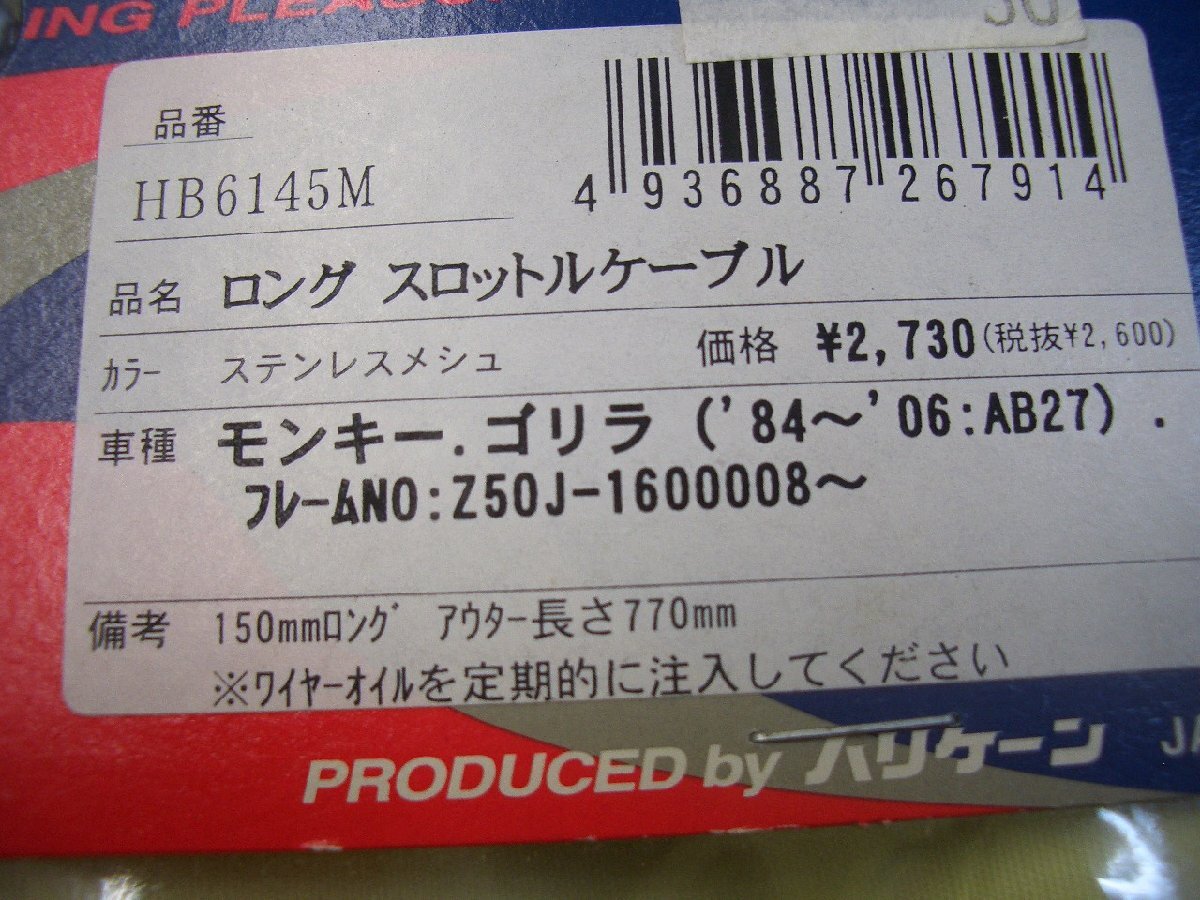 ING
品番
HB6145M
4 936887 267914
品名 ロング スロットルケーブル
カラー ステンレスメシュ 価格 ¥2,730(税抜¥2,600)
車種 モンキー.ゴリラ ('84～'06:AB27).
フレームNO:Z50J-1600008～
備考 150mmロング アウター長さ770mm
※ワイヤーオイルを定期的に注入してください
PRODUCED by ハリケーン JA